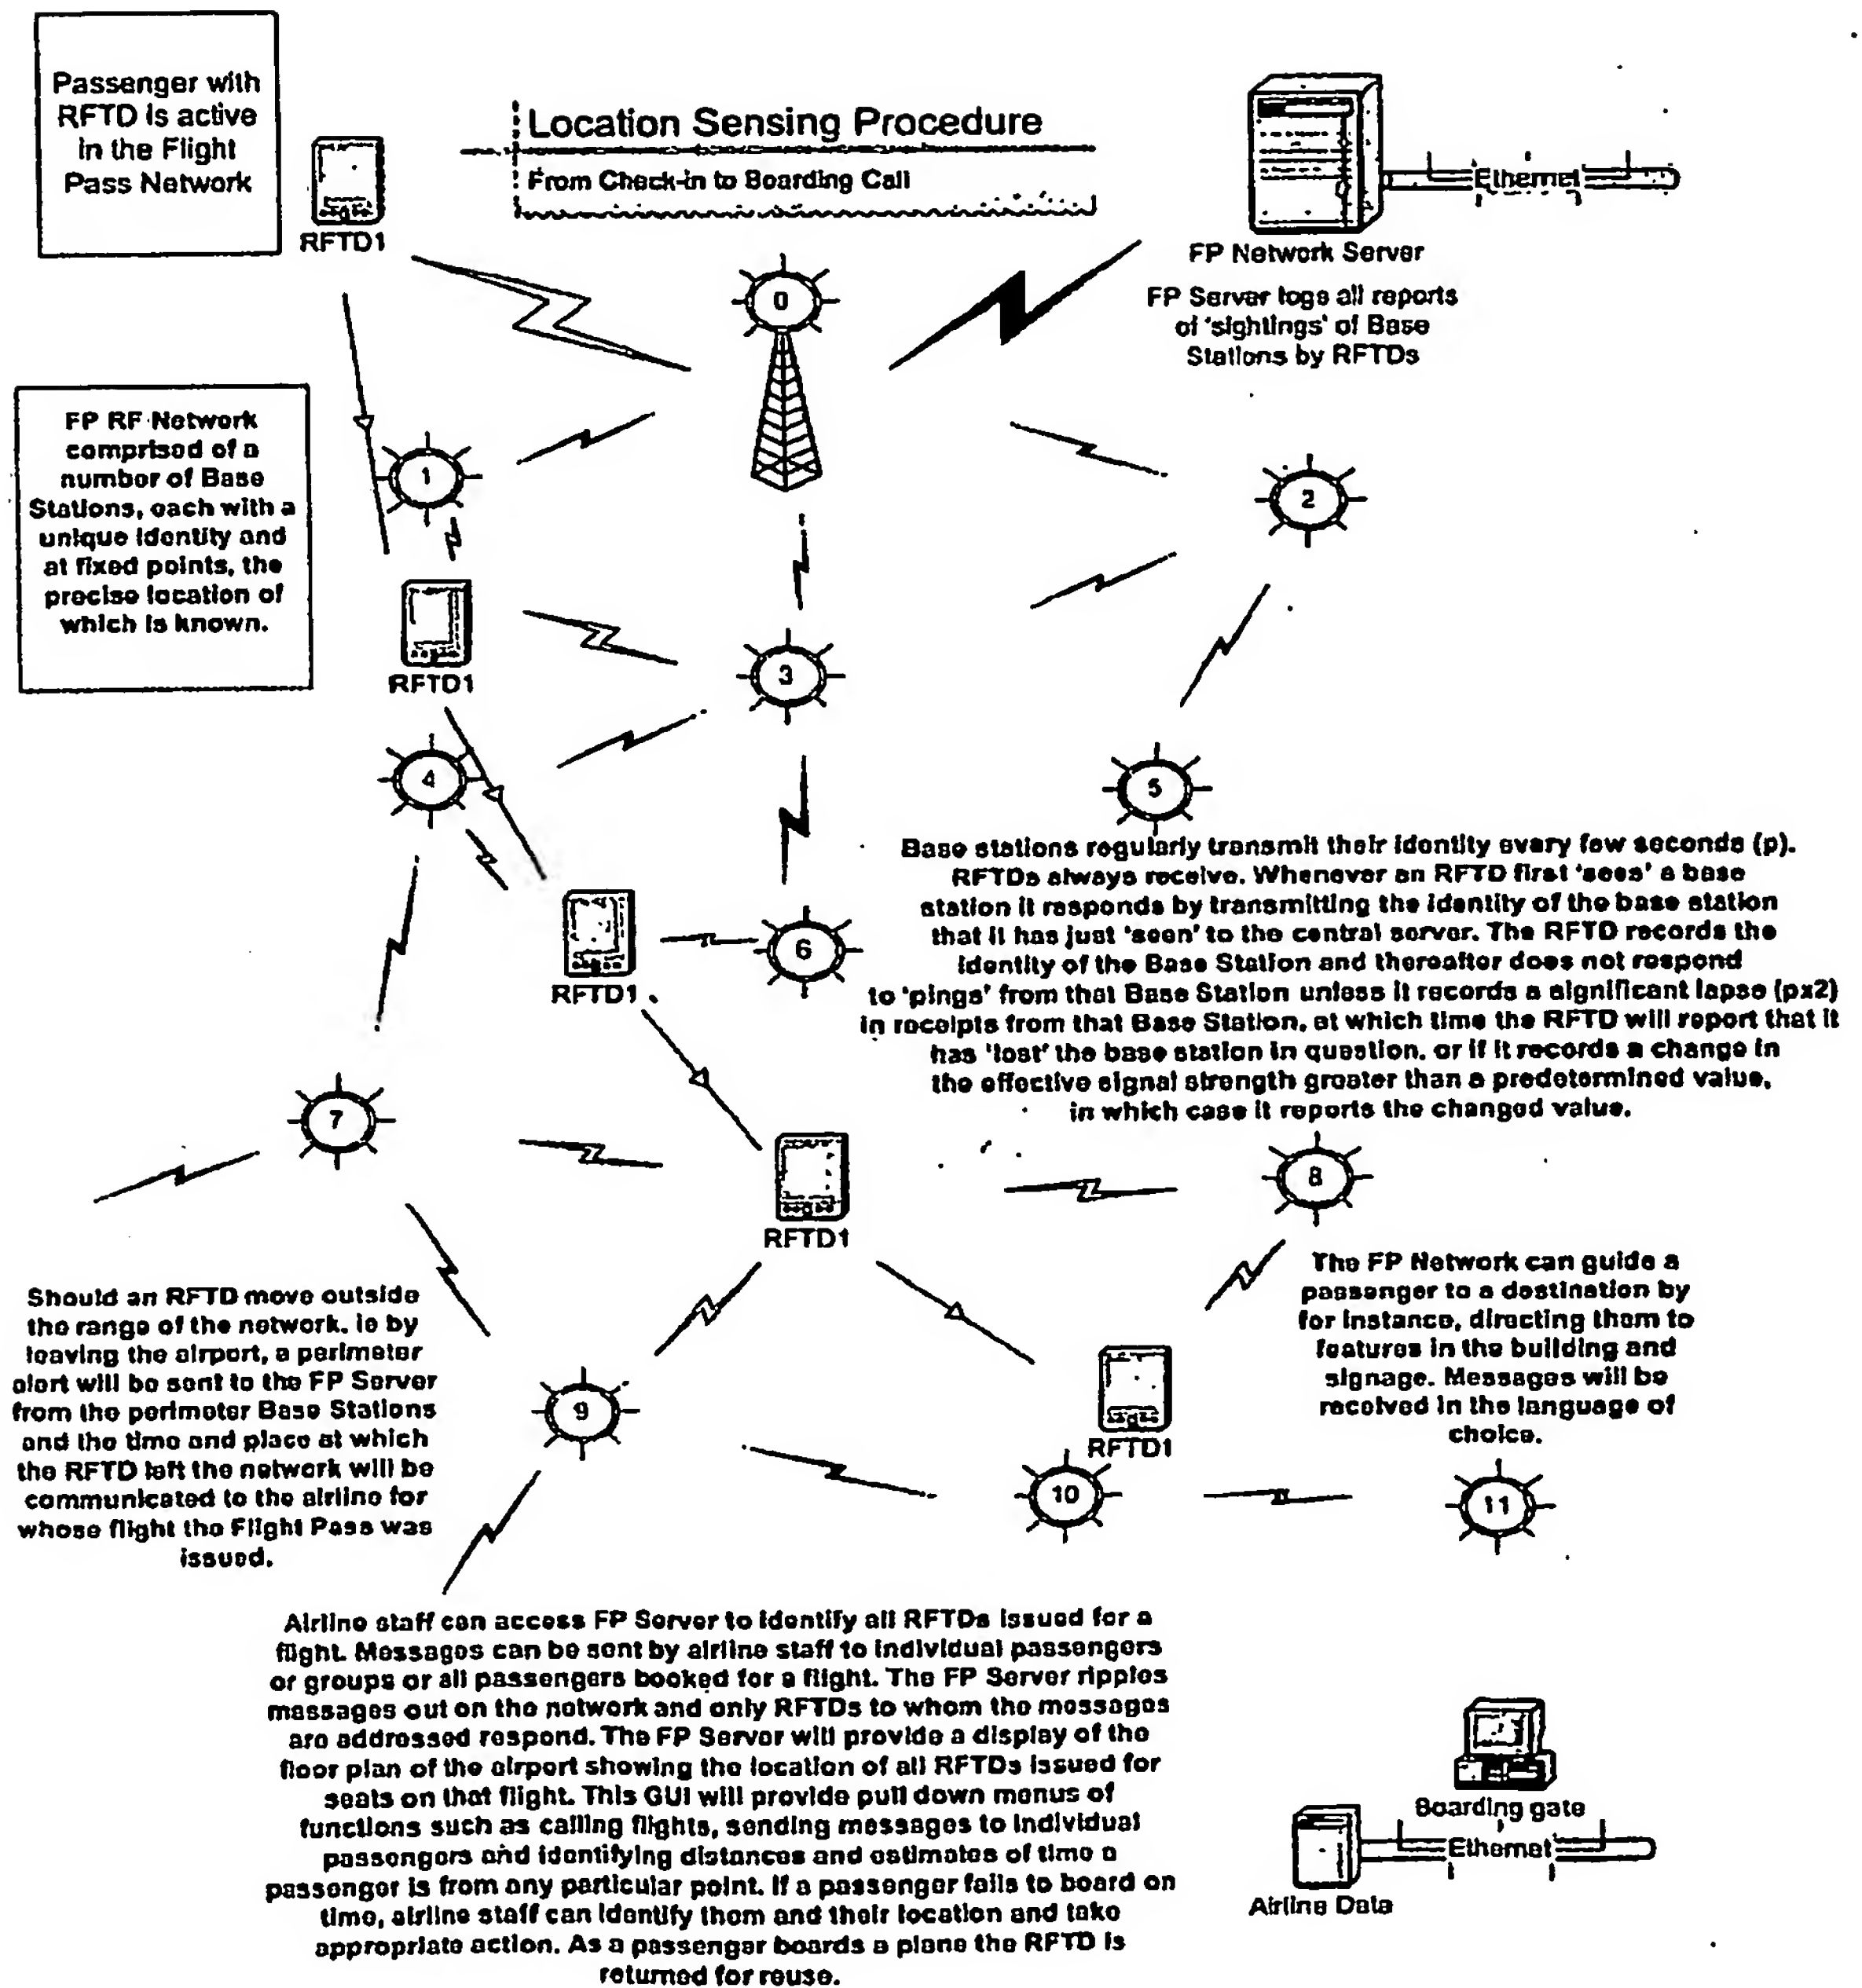 Passenger with
RFTD is active
in the Flight
Pass Network
RFTD1
Location Sensing Procedure
From Check-in to Boarding Call
Ethernet
FP Network Server
FP Server logs all reports
of 'sightings' of Base
Stations by RFTDs
0
FP RF Network
comprised of a
number of Base
Stations, each with a
unique identity and
at fixed points, the
precise location of
which is known.
1
2
RFTD1
3
4
5
Base stations regularly transmit their identity every few seconds (p).
RFTDs always receive. Whenever an RFTD first 'sees' a base
station it responds by transmitting the identity of the base station
that it has just 'seen' to the central server. The RFTD records the
identity of the Base Station and thereafter does not respond
to 'pings' from that Base Station unless it records a significant lapse (px2)
in receipts from that Base Station, at which time the RFTD will report that it
has 'lost' the base station in question, or if it records a change in
the effective signal strength greater than a predetermined value,
in which case it reports the changed value.
6
RFTD1
7
RFTD1
8
The FP Network can guide a
passenger to a destination by
for instance, directing them to
features in the building and
signage. Messages will be
received in the language of
choice.
Should an RFTD move outside
the range of the network, ie by
leaving the airport, a perimeter
alert will be sent to the FP Server
from the perimeter Base Stations
and the time and place at which
the RFTD left the network will be
communicated to the airline for
whose flight the Flight Pass was
issued.
9
RFTD1
10
11
Airline staff can access FP Server to identify all RFTDs issued for a
flight. Messages can be sent by airline staff to individual passengers
or groups or all passengers booked for a flight. The FP Server ripples
messages out on the network and only RFTDs to whom the messages
are addressed respond. The FP Server will provide a display of the
floor plan of the airport showing the location of all RFTDs issued for
seats on that flight. This GUI will provide pull down menus of
functions such as calling flights, sending messages to individual
passengers and identifying distances and estimates of time a
passenger is from any particular point. If a passenger fails to board on
time, airline staff can identify them and their location and take
appropriate action. As a passenger boards a plane the RFTD is
returned for reuse.
Boarding gate
Ethernet
Airline Data